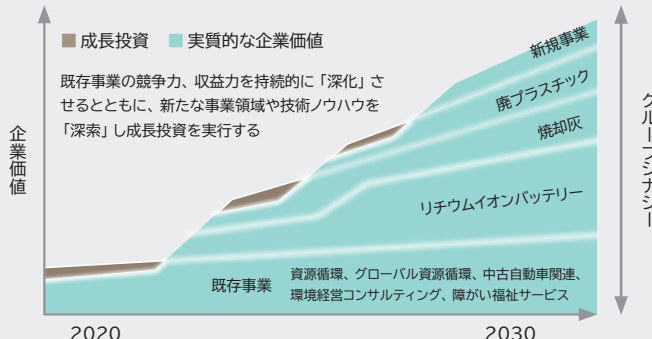 成長投資 実質的な企業価値
既存事業の競争力、収益力を持続的に「深化」さ
せるとともに、新たな事業領域や技術ノウハウを
「深索」し成長投資を実行する
企業価値
新規事業
廃プラスチック
焼却灰
リチウムイオンバッテリー
既存事業
資源循環、グローバル資源循環、中古自動車関連、
環境経営コンサルティング、障がい福祉サービス
グループシナジー
2020 2030